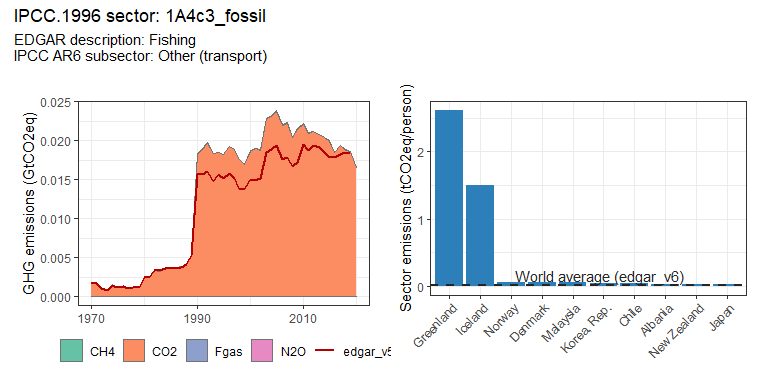 IPCC.1996 sector: 1A4c3_fossil
EDGAR description: Fishing
IPCC AR6 subsector: Other (transport)
GHG emissions (GtCO2eq)
0.025
0.020
0.015
0.010
0.005
0.000
1970
1990
2010
CH4
CO2
Fgas
N2O
edgar_v5
Sector emissions (tCO2eq/person)
2
1
0
World average (edgar_v6)
Greenland
Iceland
Norway
Denmark
Malaysia
Korea, Rep.
Chile
Albania
New Zealand
Japan